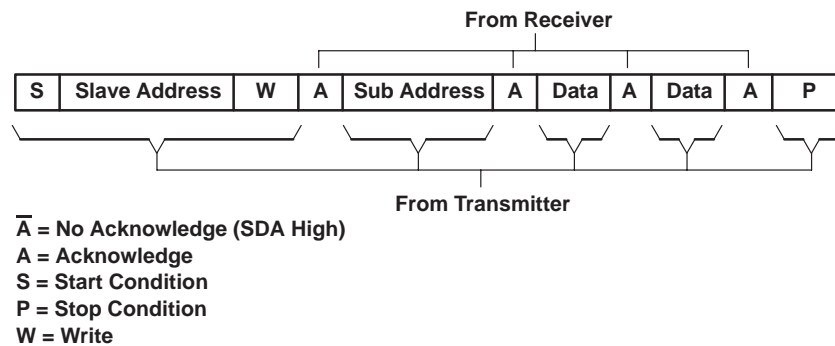 From Receiver
S Slave Address W A Sub Address A Data A Data A P
From Transmitter
A̅ = No Acknowledge (SDA High)
A = Acknowledge
S = Start Condition
P = Stop Condition
W = Write